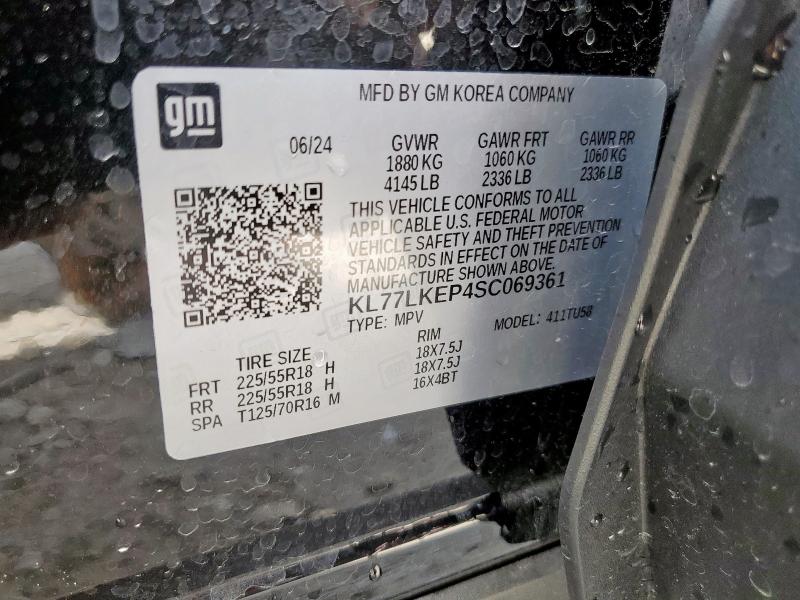 gm
MFD BY GM KOREA COMPANY
06/24 GVWR GAWR FRT GAWR RR
1880 KG 1060 KG 1060 KG
4145 LB 2336 LB 2336 LB
THIS VEHICLE CONFORMS TO ALL
APPLICABLE U.S. FEDERAL MOTOR
VEHICLE SAFETY AND THEFT PREVENTION
STANDARDS IN EFFECT ON THE DATE OF
MANUFACTURE SHOWN ABOVE.
KL77LKEP4SC069361
TYPE: MPV MODEL: 411TU58
TIRE SIZE RIM
FRT 225/55R18 H 18X7.5J
RR 225/55R18 H 18X7.5J
SPA T125/70R16 M 16X4BT